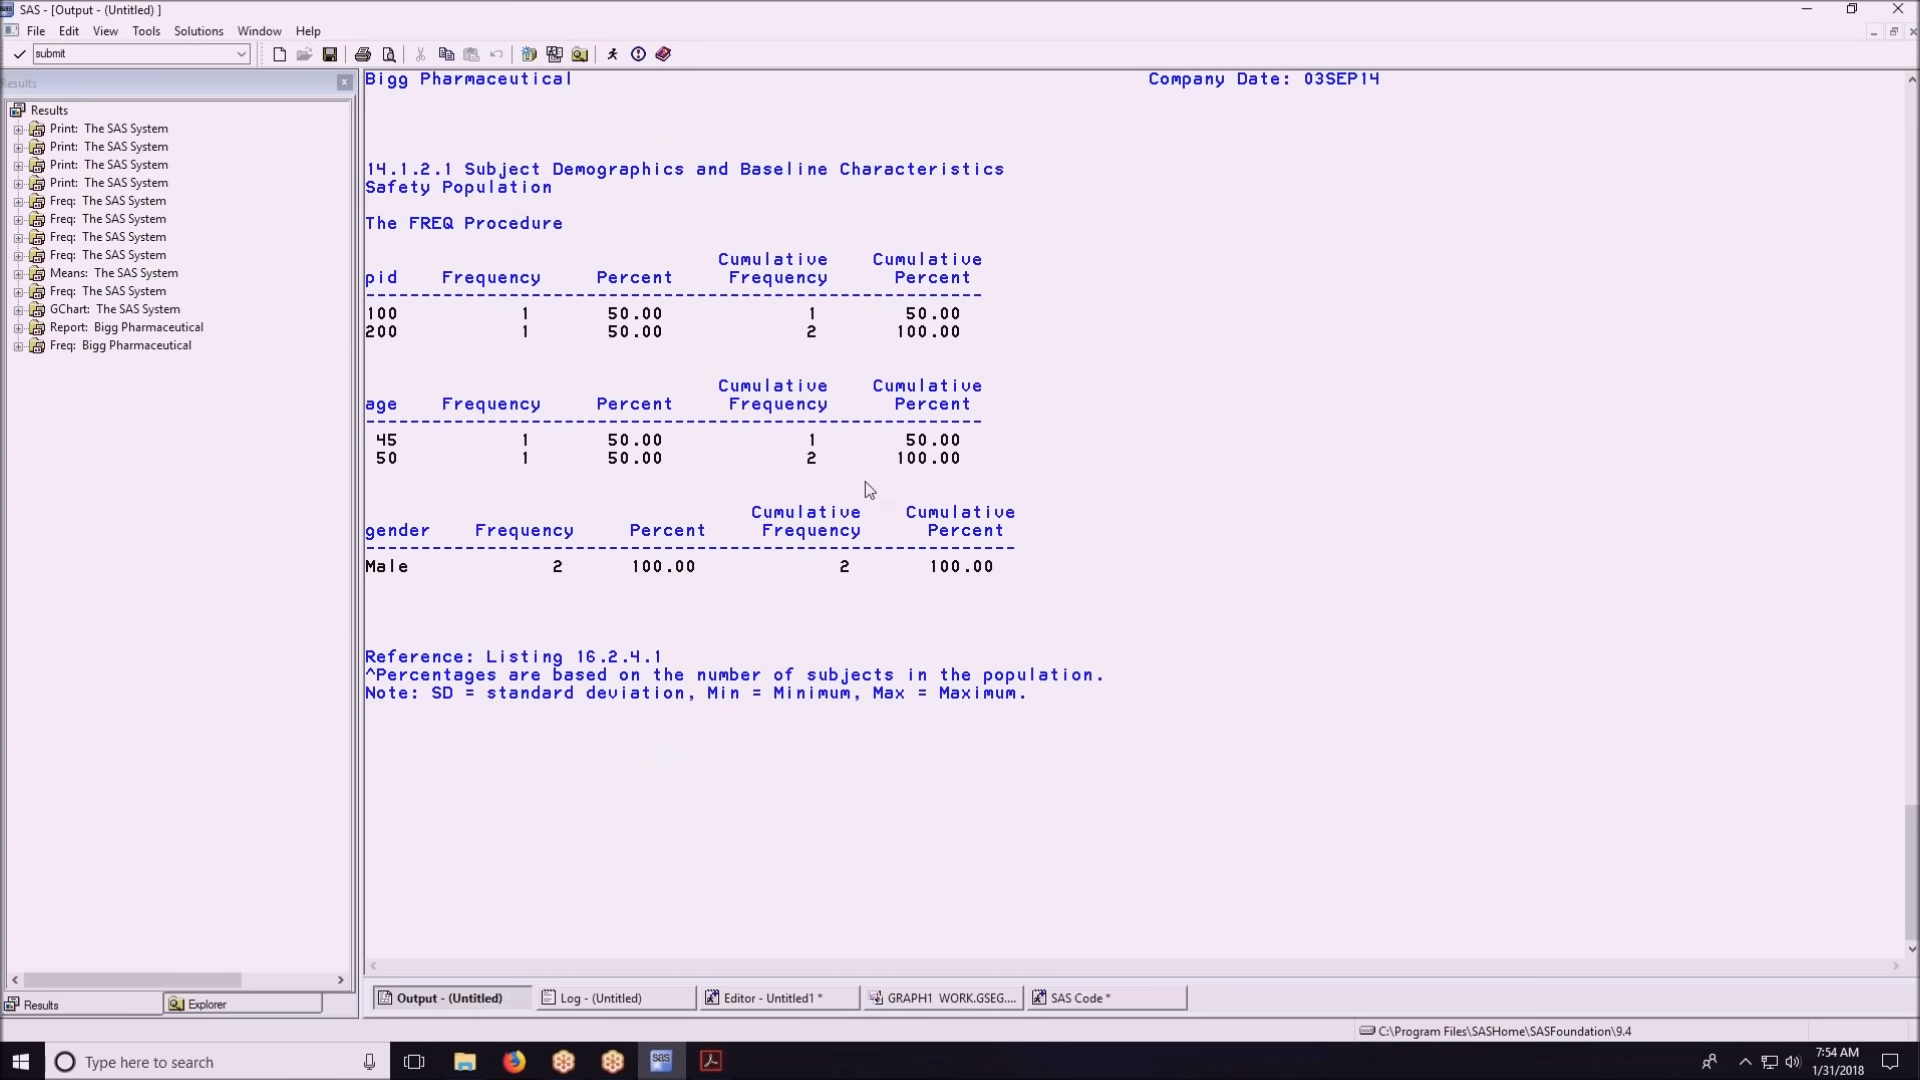 SAS - [Output - (Untitled) ]
File Edit View Tools Solutions Window Help
submit
Results
Results
Print: The SAS System
Print: The SAS System
Print: The SAS System
Print: The SAS System
Freq: The SAS System
Freq: The SAS System
Freq: The SAS System
Freq: The SAS System
Means: The SAS System
Freq: The SAS System
GChart: The SAS System
Report: Bigg Pharmaceutical
Freq: Bigg Pharmaceutical
Results Explorer
Bigg Pharmaceutical Company Date: 03SEP14
14.1.2.1 Subject Demographics and Baseline Characteristics
Safety Population
The FREQ Procedure
Cumulative Cumulative
pid Frequency Percent Frequency Percent
---------------------------------------------------------
100 1 50.00 1 50.00
200 1 50.00 2 100.00
Cumulative Cumulative
age Frequency Percent Frequency Percent
---------------------------------------------------------
45 1 50.00 1 50.00
50 1 50.00 2 100.00
Cumulative Cumulative
gender Frequency Percent Frequency Percent
------------------------------------------------------------
Male 2 100.00 2 100.00
Reference: Listing 16.2.4.1
^Percentages are based on the number of subjects in the population.
Note: SD = standard deviation, Min = Minimum, Max = Maximum.
Output - (Untitled) Log - (Untitled) Editor - Untitled1 * GRAPH1 WORK.GSEG.... SAS Code *
C:\Program Files\SASHome\SASFoundation\9.4
Type here to search
sas
7:54 AM
1/31/2018